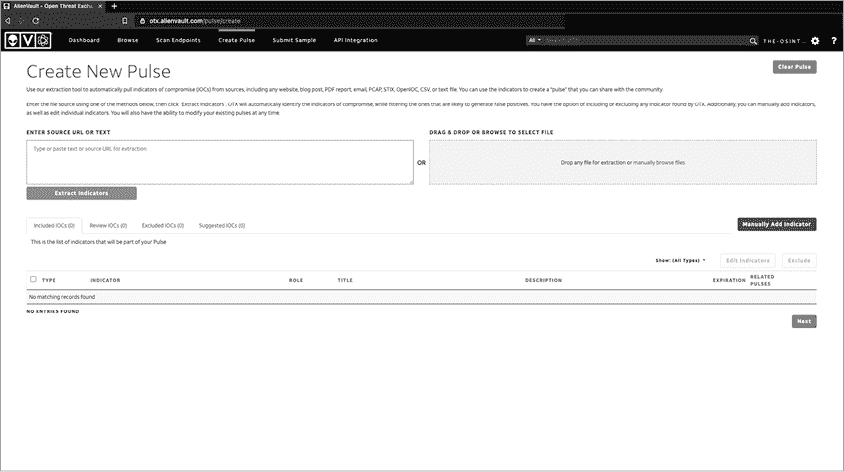 AlienVault - Open Threat Excha
otx.alienvault.com/pulse/create
Dashboard Browse Scan Endpoints Create Pulse Submit Sample API Integration All THE-OSINT... ?
Create New Pulse
Clear Pulse
Use our extraction tool to automatically pull indicators of compromise (IOCs) from sources, including any website, blog post, PDF report, email, PCAP, STIX, OpenIOC, CSV, or text file. You can use the indicators to create a "pulse" that you can share with the community.
Enter the file source using one of the methods below, then click 'Extract Indicators'. OTX will automatically identify the indicators of compromise, while filtering the ones that are likely to generate false positives. You have the option of including or excluding any indicator found by OTX. Additionally, you can manually add indicators,
as well as edit individual indicators. You will also have the ability to modify your existing pulses at any time.
ENTER SOURCE URL OR TEXT
DRAG & DROP OR BROWSE TO SELECT FILE
Type or paste text or source URL for extraction
OR
Drop any file for extraction or manually browse files
Extract Indicators
Included IOCs (0) Review IOCs (0) Excluded IOCs (0) Suggested IOCs (0)
Manually Add Indicator
This is the list of indicators that will be part of your Pulse
Show: (All Types) Edit Indicators Exclude
TYPE INDICATOR ROLE TITLE DESCRIPTION EXPIRATION RELATED
PULSES
No matching records found
NO ENTRIES FOUND
Next